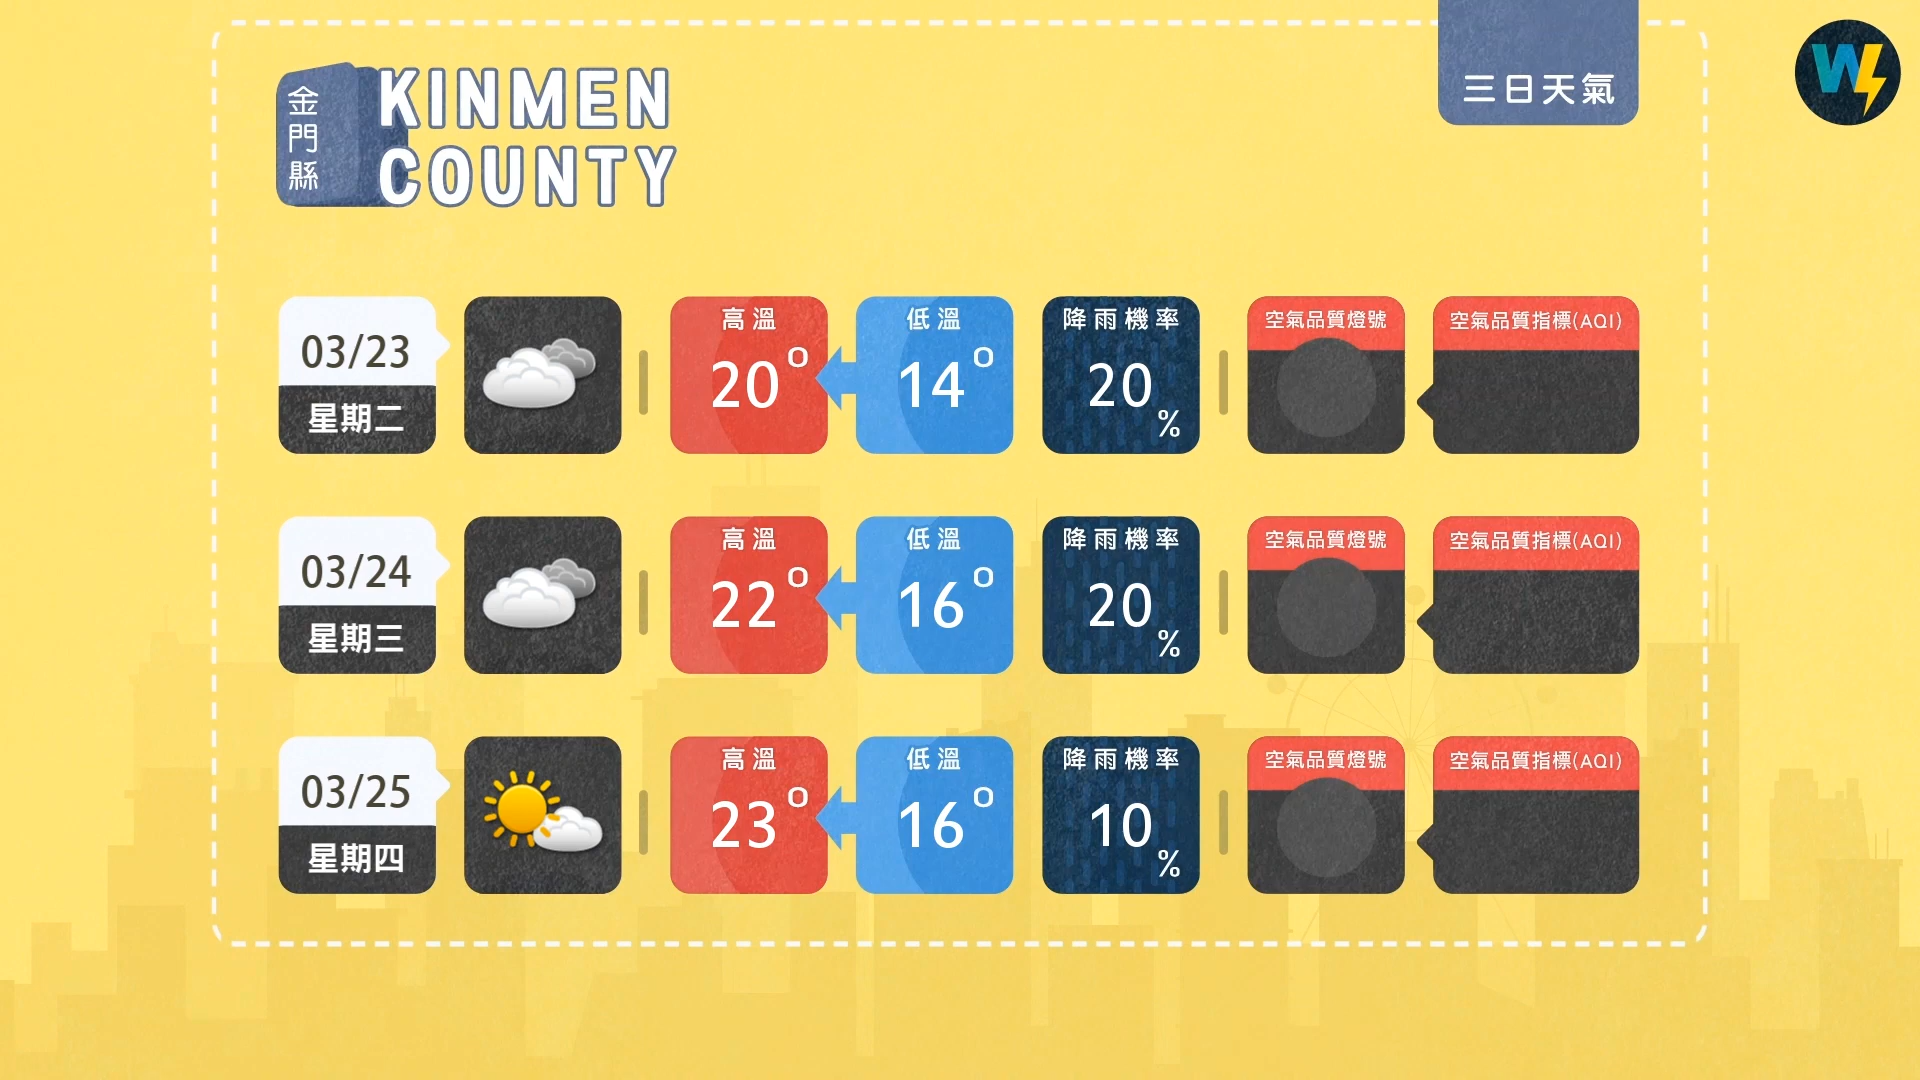 金門縣
KINMEN
COUNTY
三日天氣
W
03/23
星期二
高溫
20°
低溫
14°
降雨機率
20%
空氣品質燈號
空氣品質指標(AQI)
03/24
星期三
高溫
22°
低溫
16°
降雨機率
20%
空氣品質燈號
空氣品質指標(AQI)
03/25
星期四
高溫
23°
低溫
16°
降雨機率
10%
空氣品質燈號
空氣品質指標(AQI)